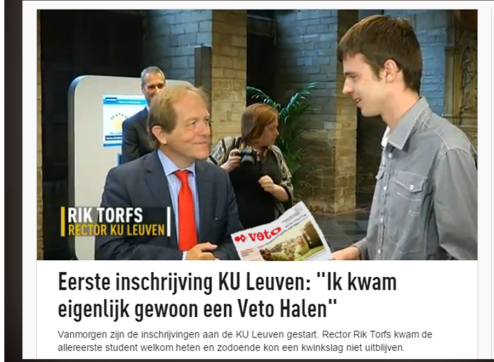 RIK TORFS
RECTOR KU LEUVEN
veto
Eerste inschrijving KU Leuven: "Ik kwam
eigenlijk gewoon een Veto Halen"
Vanmorgen zijn de inschrijvingen aan de KU Leuven gestart. Rector Rik Torfs kwam de
allereerste student welkom heten en zodoende kon een kwinkslag niet uitblijven.